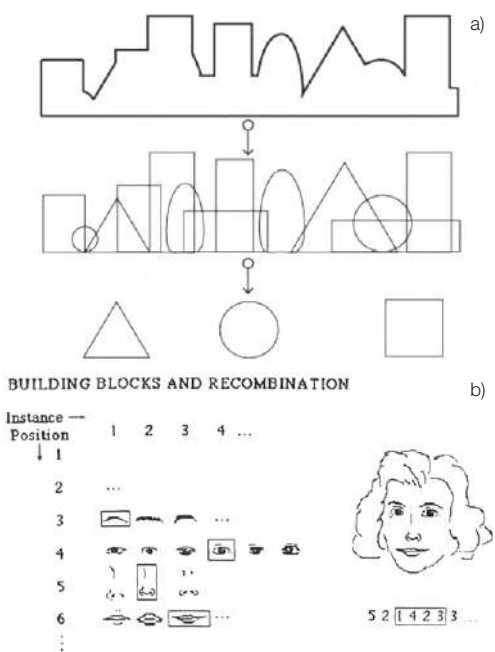 a)
BUILDING BLOCKS AND RECOMBINATION
b)
Instance →
Position
↓
1 2 3 4 ...
1
2 ...
3 ...
4
5
6 ...
⋮
5 2 1 4 2 3 3 ...